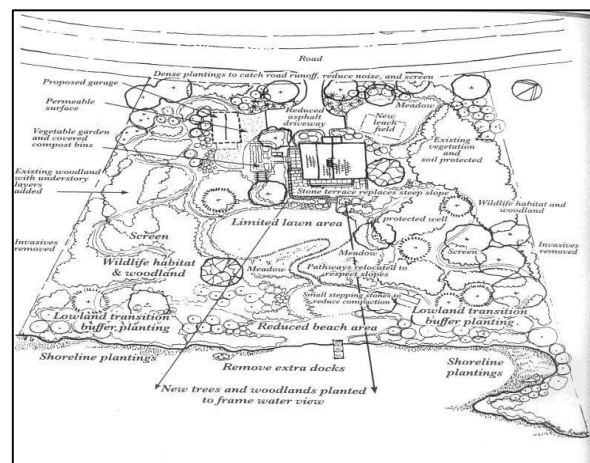 Road
Dense plantings to catch road runoff, reduce noise, and screen
Proposed garage
Permeable
surface
Vegetable garden
and covered
compost bins
Existing woodland
with understory
layers
added
Invasives
removed
Reduced
asphalt
driveway
Meadow
New
leach
field
Existing
vegetation
and
soil protected
Stone terrace replaces steep slope
Wildlife habitat and
woodland
Limited lawn area
protected well
Screen
Wildlife habitat
& woodland
Meadow
Meadow
Pathways relocated to
respect slopes
Screen
Invasives
removed
Small stepping stones to
reduce compaction
Lowland transition
buffer planting
Reduced beach area
Lowland transition
buffer planting
Shoreline plantings
Remove extra docks
Shoreline
plantings
New trees and woodlands planted
to frame water view